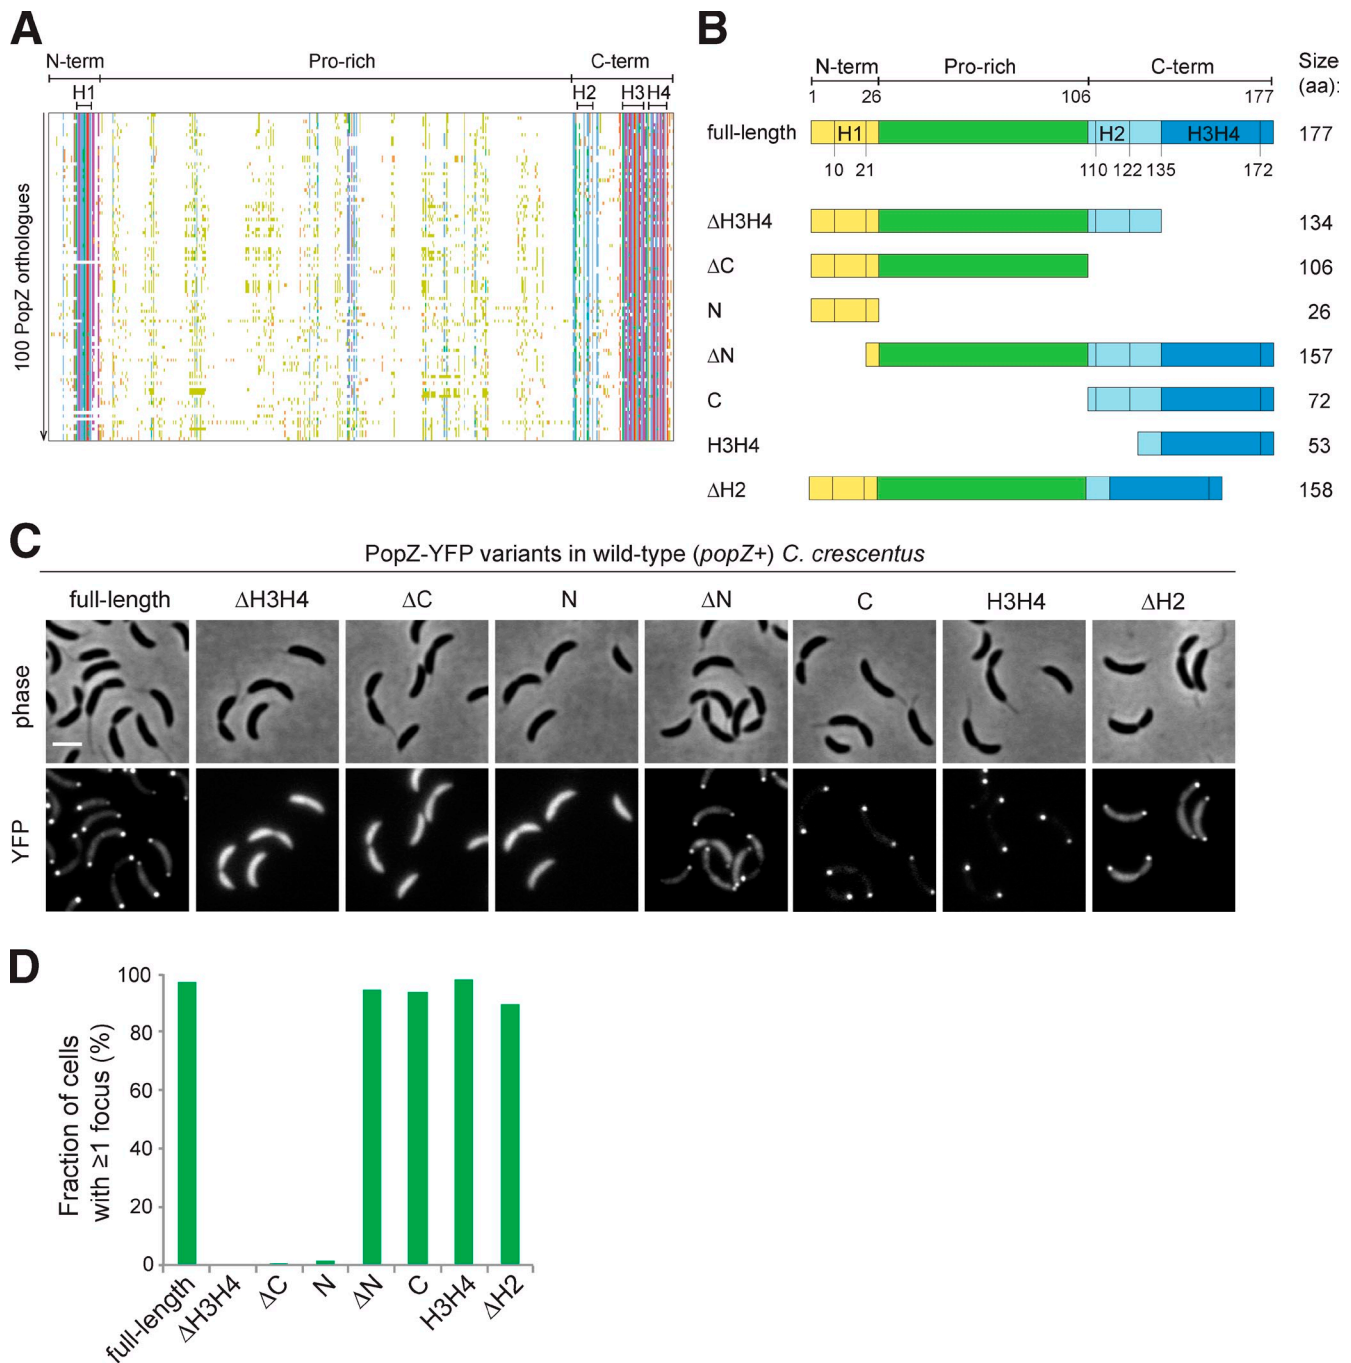 A
N-term Pro-rich C-term
H1 H2 H3 H4
100 PopZ orthologues
B
N-term Pro-rich C-term Size
(aa):
1 26 106 177
full-length H1 H2 H3H4 177
10 21 110 122 135 172
ΔH3H4 134
ΔC 106
N 26
ΔN 157
C 72
H3H4 53
ΔH2 158
C
PopZ-YFP variants in wild-type (popZ+) C. crescentus
full-length ΔH3H4 ΔC N ΔN C H3H4 ΔH2
phase
YFP
D
Fraction of cells
with ≥1 focus (%)
100
80
60
40
20
0
full-length ΔH3H4 ΔC N ΔN C H3H4 ΔH2